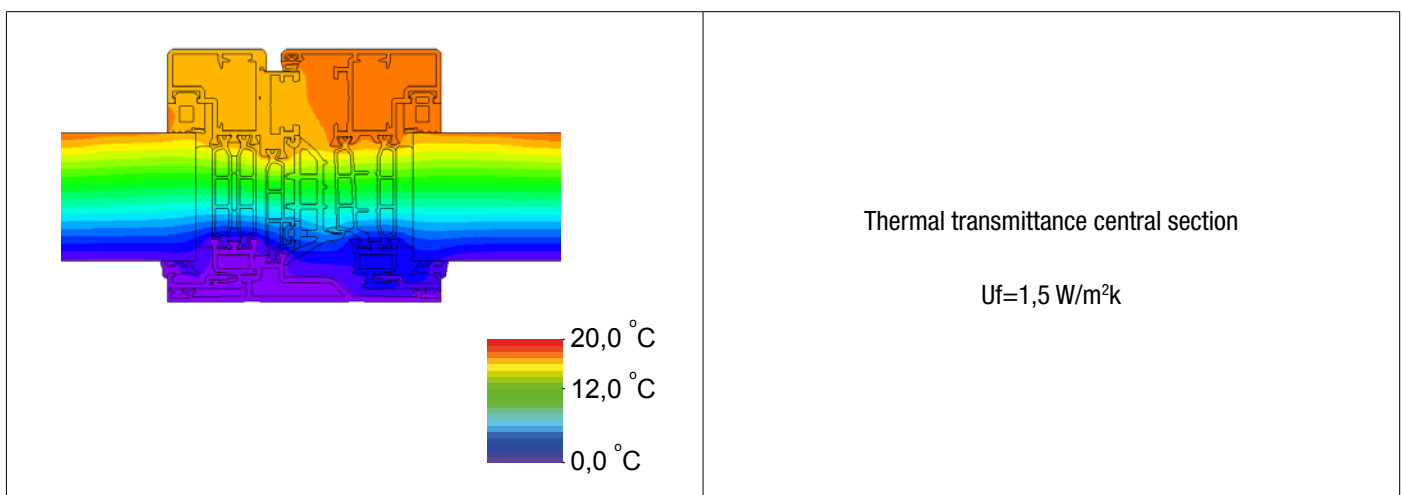 20,0 °C
12,0 °C
0,0 °C
Thermal transmittance central section
Uf=1,5 W/m²k